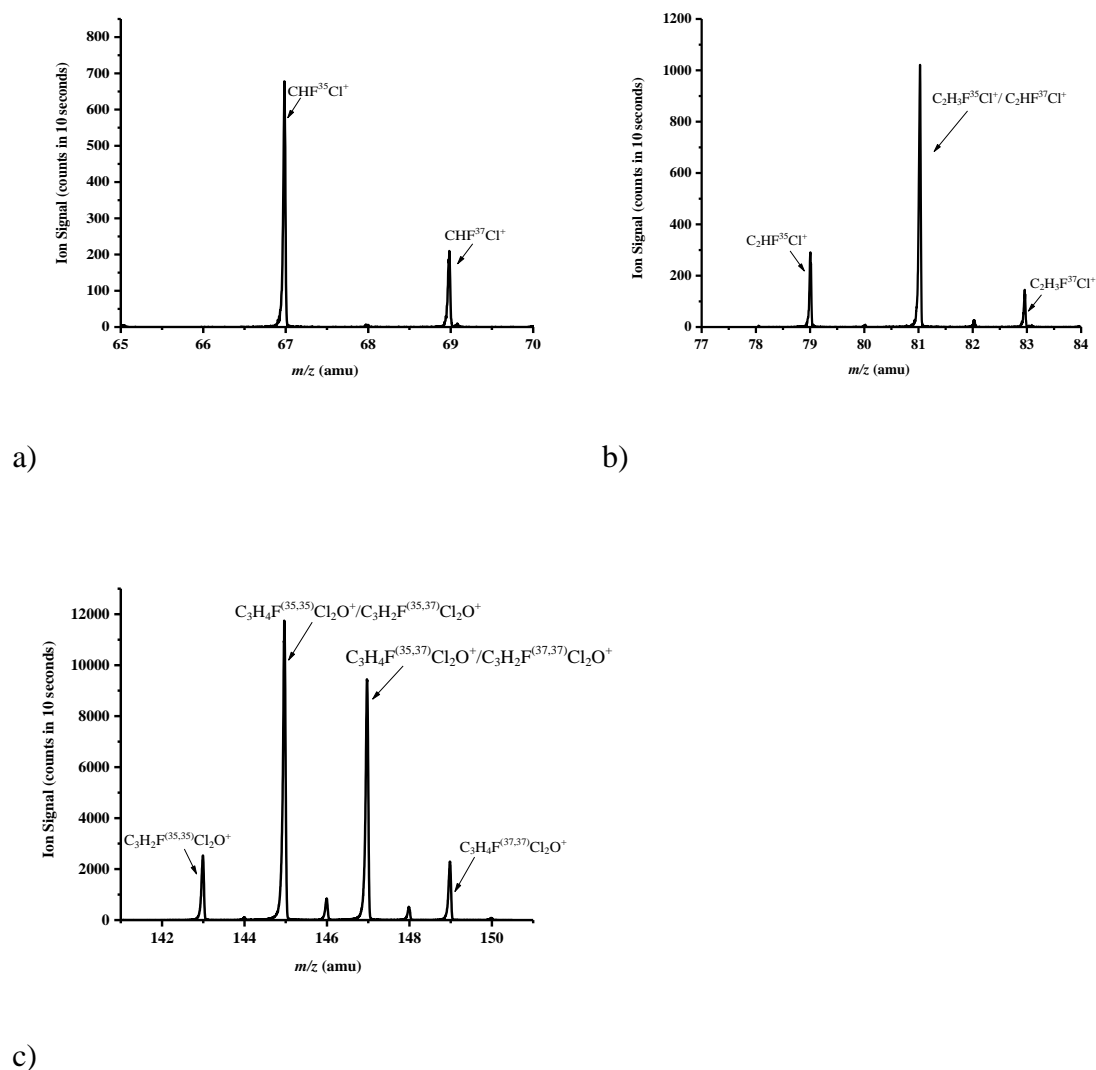 800
700
600
500
400
300
200
100
0
65 66 67 68 69 70
Ion Signal (counts in 10 seconds)
m/z (amu)
CHF³⁵Cl⁺
CHF³⁷Cl⁺
a)
1200
1000
800
600
400
200
0
77 78 79 80 81 82 83 84
Ion Signal (counts in 10 seconds)
m/z (amu)
C₂H₃F³⁵Cl⁺/ C₂HF³⁷Cl⁺
C₂HF³⁵Cl⁺
C₂H₃F³⁷Cl⁺
b)
12000
10000
8000
6000
4000
2000
0
142 144 146 148 150
Ion Signal (counts in 10 seconds)
m/z (amu)
C₃H₄F⁽³⁵,³⁵⁾Cl₂O⁺/C₃H₂F⁽³⁵,³⁷⁾Cl₂O⁺
C₃H₄F⁽³⁵,³⁷⁾Cl₂O⁺/C₃H₂F⁽³⁷,³⁷⁾Cl₂O⁺
C₃H₂F⁽³⁵,³⁵⁾Cl₂O⁺
C₃H₄F⁽³⁷,³⁷⁾Cl₂O⁺
c)